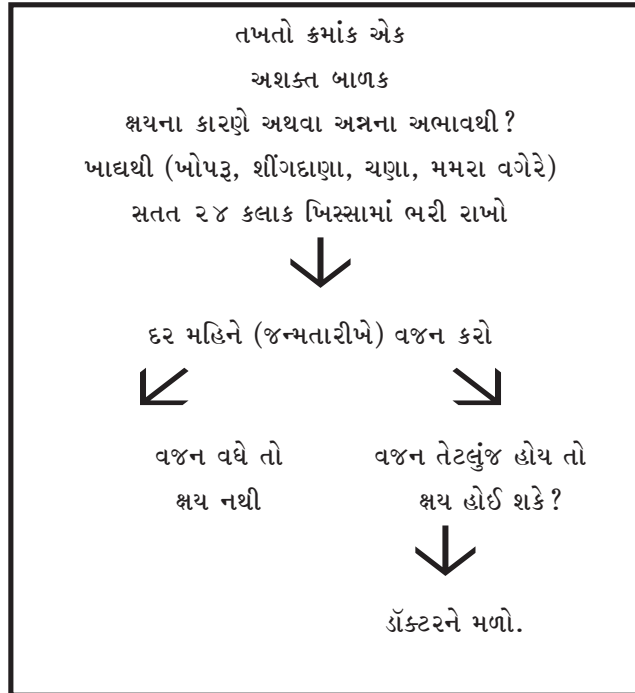 તખતો ક્રમાંક એક
અશક્ત બાળક
ક્ષયના કારણે અથવા અન્નના અભાવથી?
ખાદ્યથી (ખોપરૂ, શીંગદાણા, ચણા, મમરા વગેરે)
સતત ૨૪ કલાક ખિસ્સામાં ભરી રાખો
દર મહિને (જન્મતારીખે) વજન કરો
વજન વધે તો
ક્ષય નથી
વજન તેટલુંજ હોય તો
ક્ષય હોઈ શકે?
ડૉક્ટરને મળો.